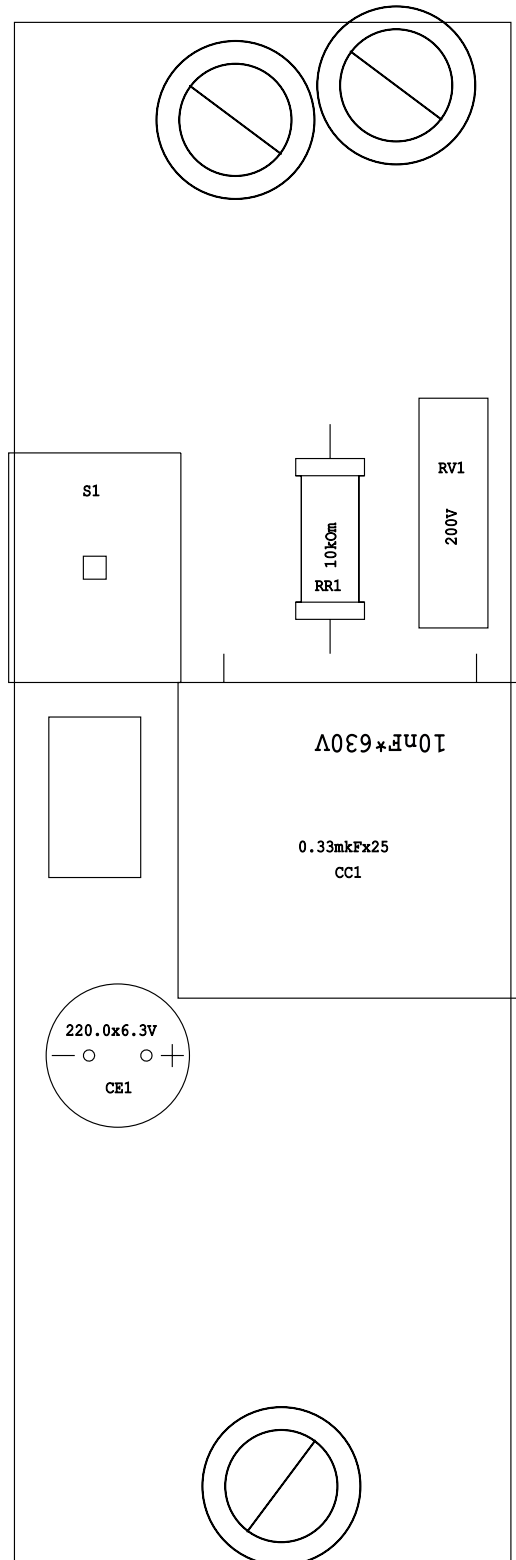 RV1
S1
200V
10kOm
RR1
10nF*630V
0.33mkFx25
CC1
220.0x6.3V
CE1